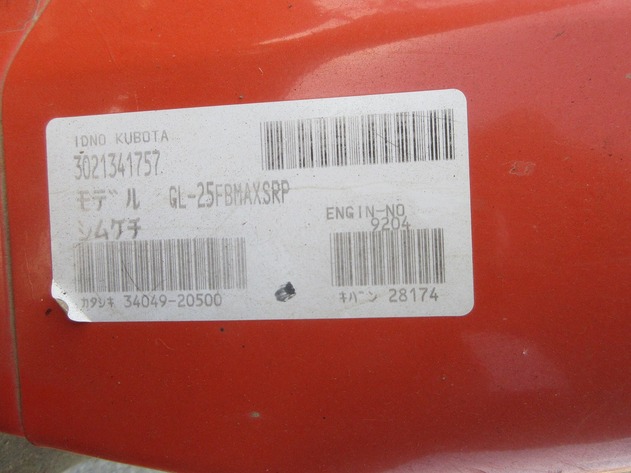 IDNO KUBOTA
3021341757
モデル GL-25FBMAXSRP
シムケチ
ENGIN-NO
9204
カタシキ 34049-20500
キバン 28174